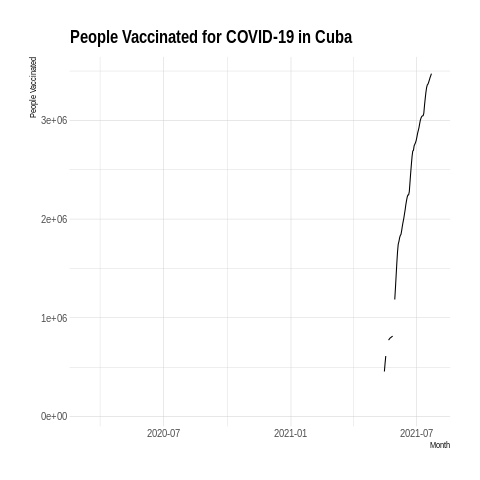 People Vaccinated for COVID-19 in Cuba
People Vaccinated
3e+06
2e+06
1e+06
0e+00
2020-07
2021-01
2021-07
Month